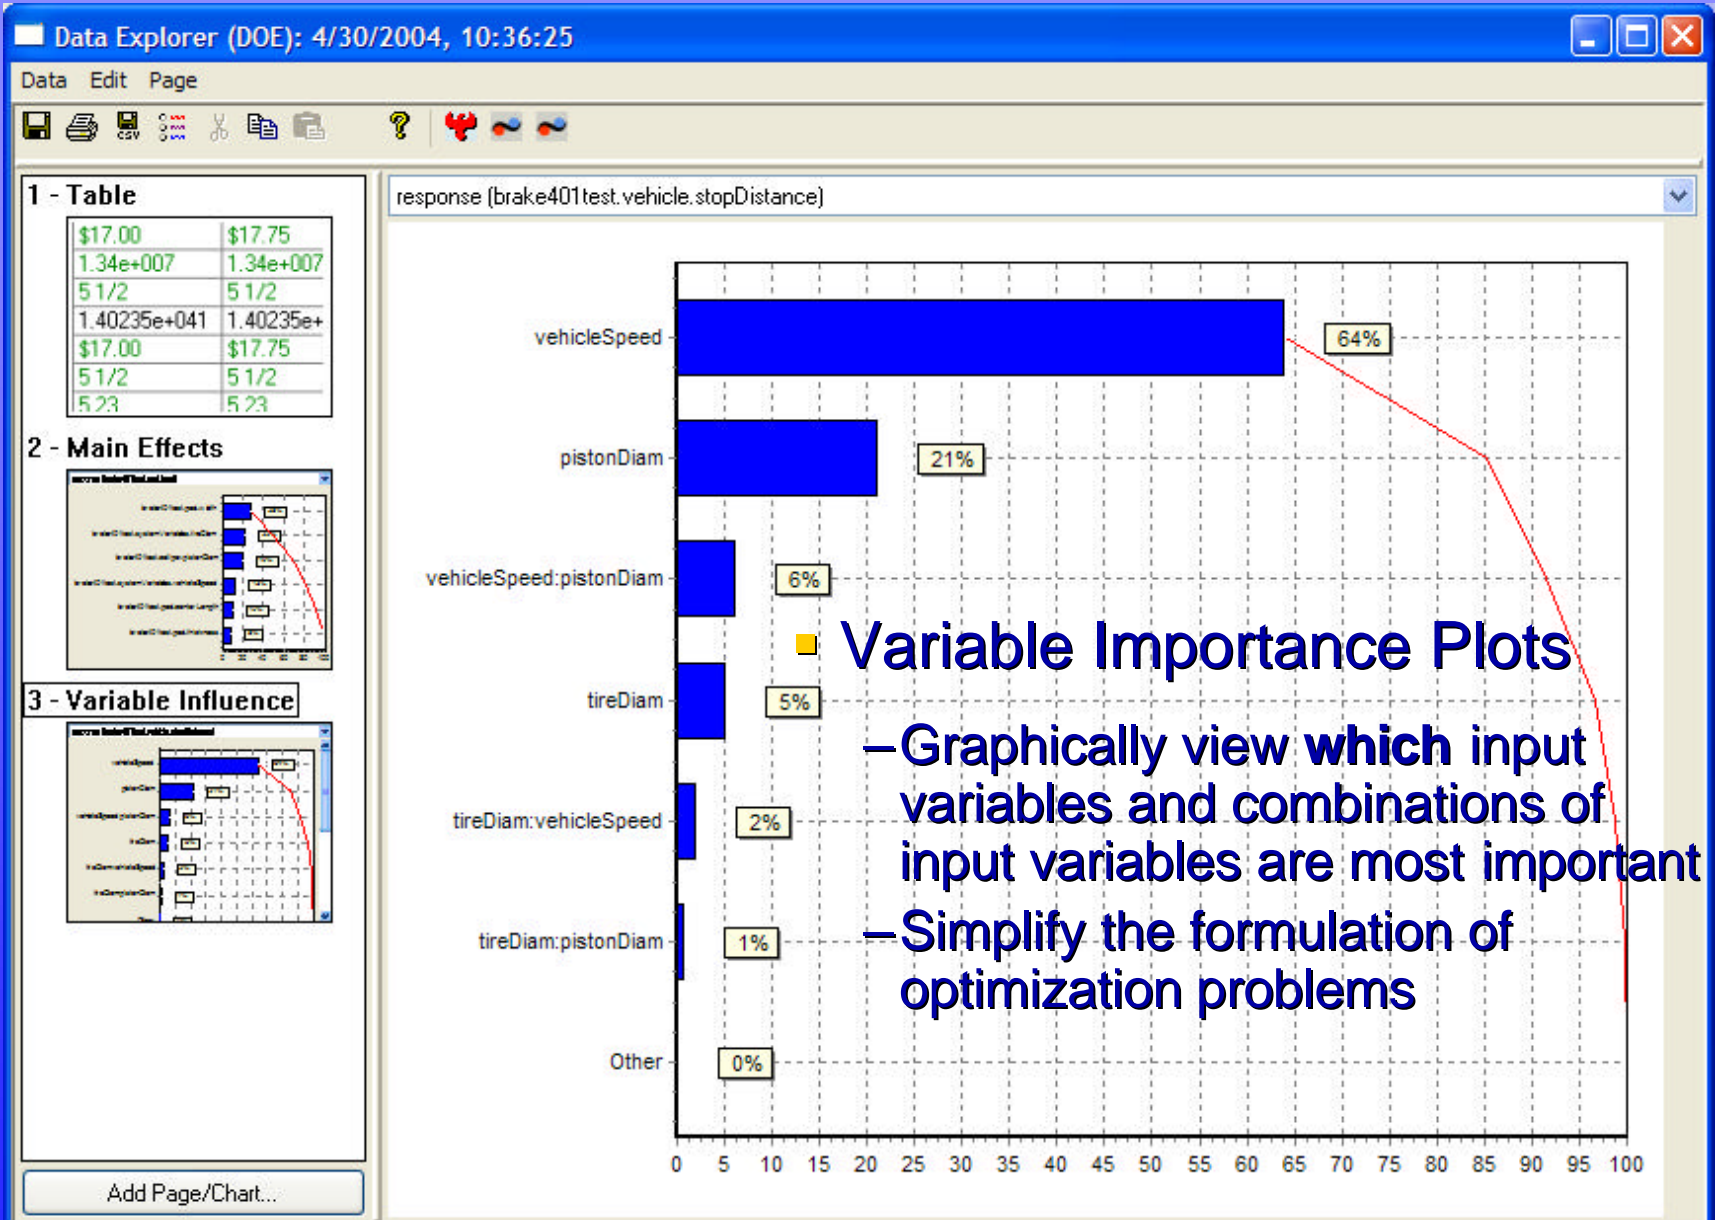 Data Explorer (DOE): 4/30/2004, 10:36:25
Data Edit Page
CSV
1 - Table
$17.00 $17.75
1.34e+007 1.34e+007
5 1/2 5 1/2
1.40235e+041 1.40235e+
$17.00 $17.75
5 1/2 5 1/2
5.23 5.23
2 - Main Effects
3 - Variable Influence
Add Page/Chart...
response (brake401test.vehicle.stopDistance)
vehicleSpeed 64%
pistonDiam 21%
vehicleSpeed:pistonDiam 6%
tireDiam 5%
tireDiam:vehicleSpeed 2%
tireDiam:pistonDiam 1%
Other 0%
0 5 10 15 20 25 30 35 40 45 50 55 60 65 70 75 80 85 90 95 100
Variable Importance Plots
–Graphically view which input
variables and combinations of
input variables are most important
–Simplify the formulation of
optimization problems